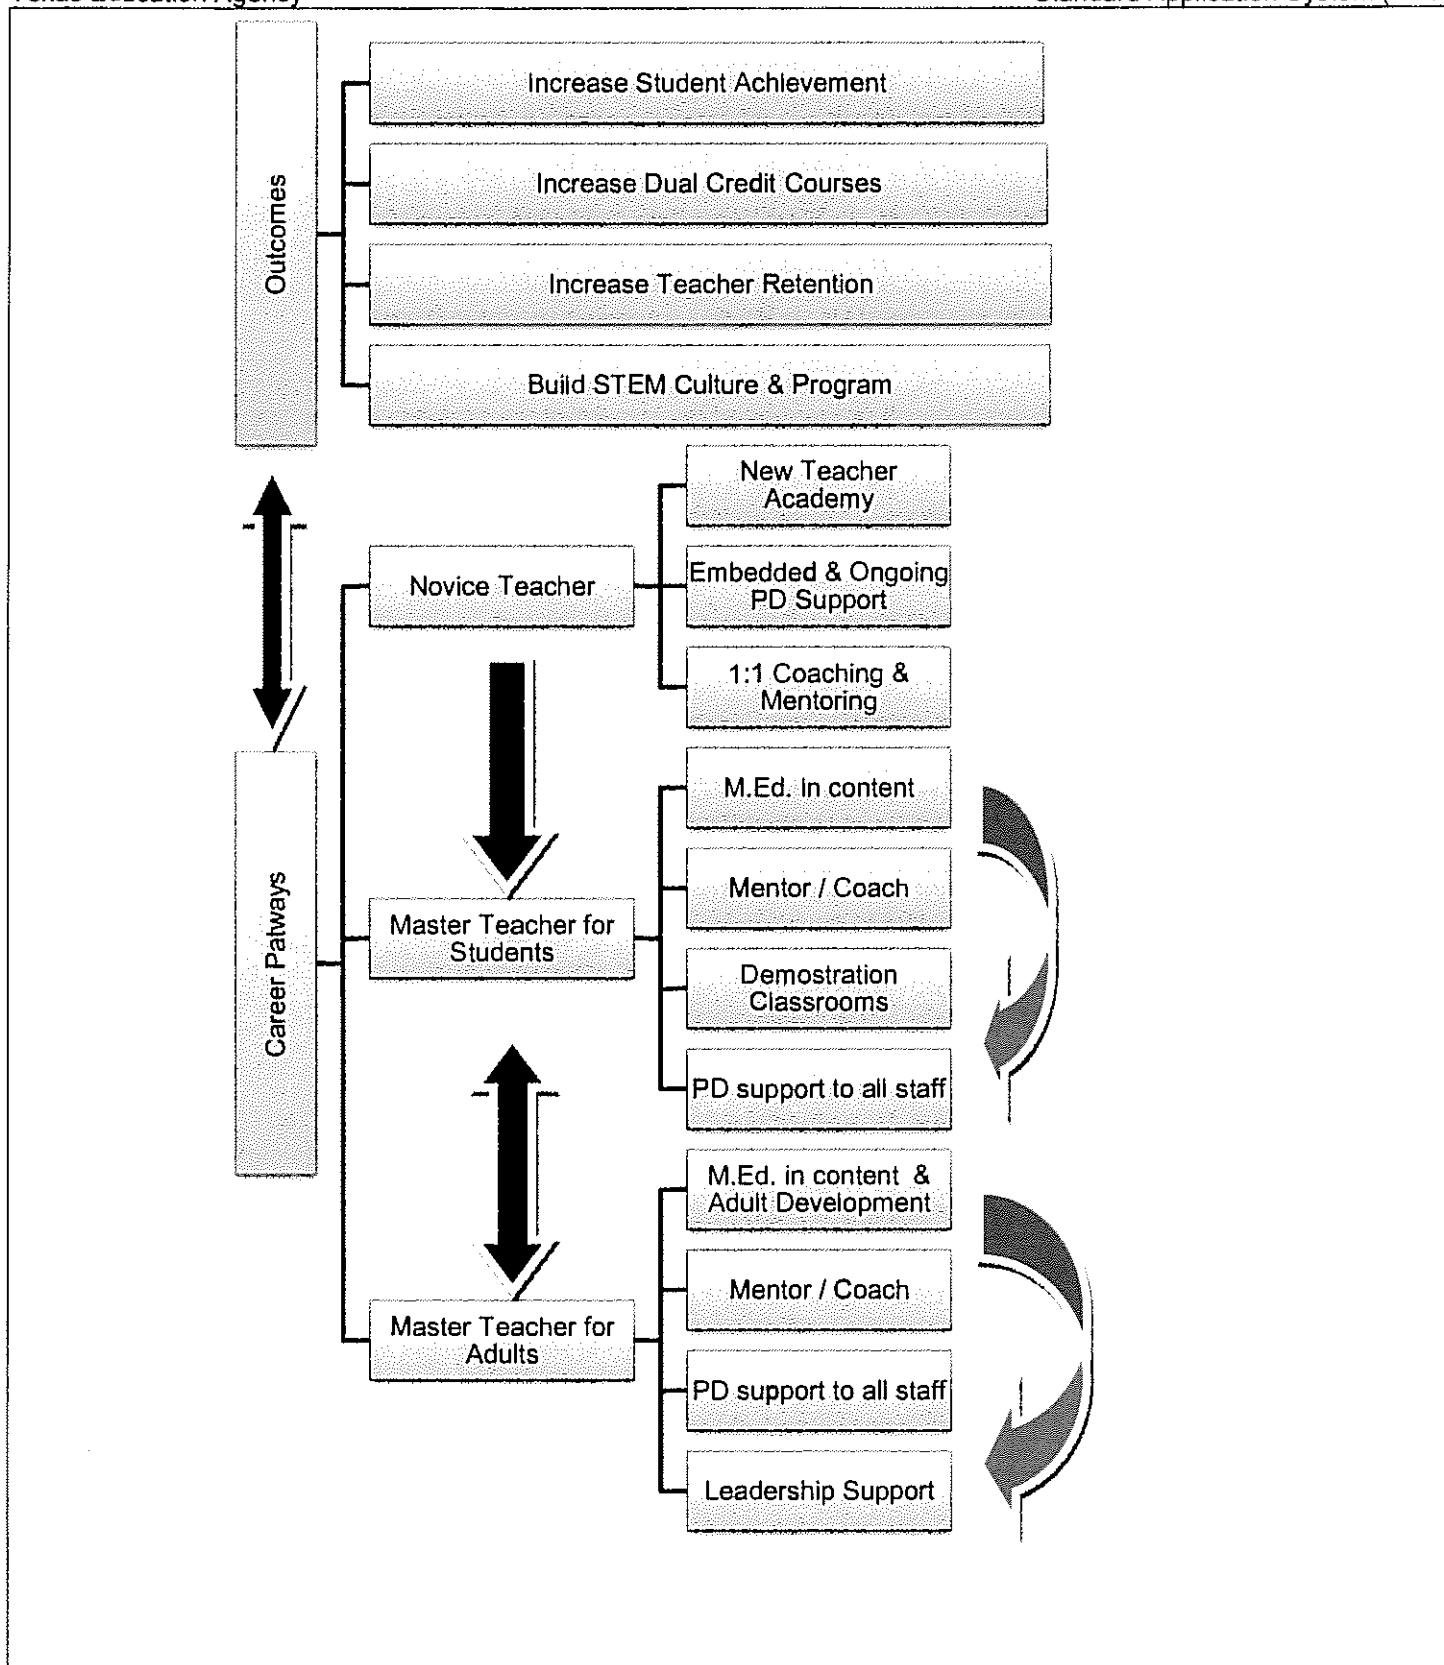 Outcomes
Increase Student Achievement
Increase Dual Credit Courses
Increase Teacher Retention
Build STEM Culture & Program
Career Patways
Novice Teacher
New Teacher
Academy
Embedded & Ongoing
PD Support
1:1 Coaching &
Mentoring
Master Teacher for
Students
M.Ed. in content
Mentor / Coach
Demostration
Classrooms
PD support to all staff
Master Teacher for
Adults
M.Ed. in content &
Adult Development
Mentor / Coach
PD support to all staff
Leadership Support